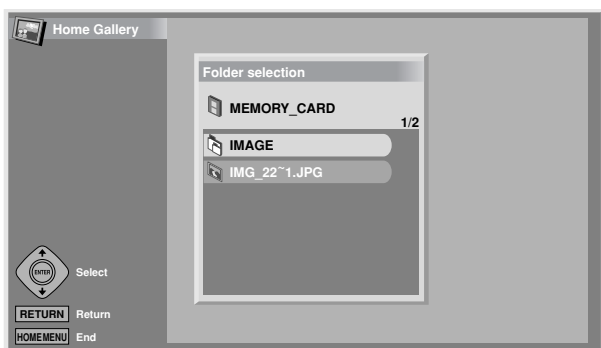 Home Gallery
Folder selection
MEMORY_CARD
1/2
IMAGE
IMG_22~1.JPG
ENTER
Select
RETURN Return
HOMEMENU End